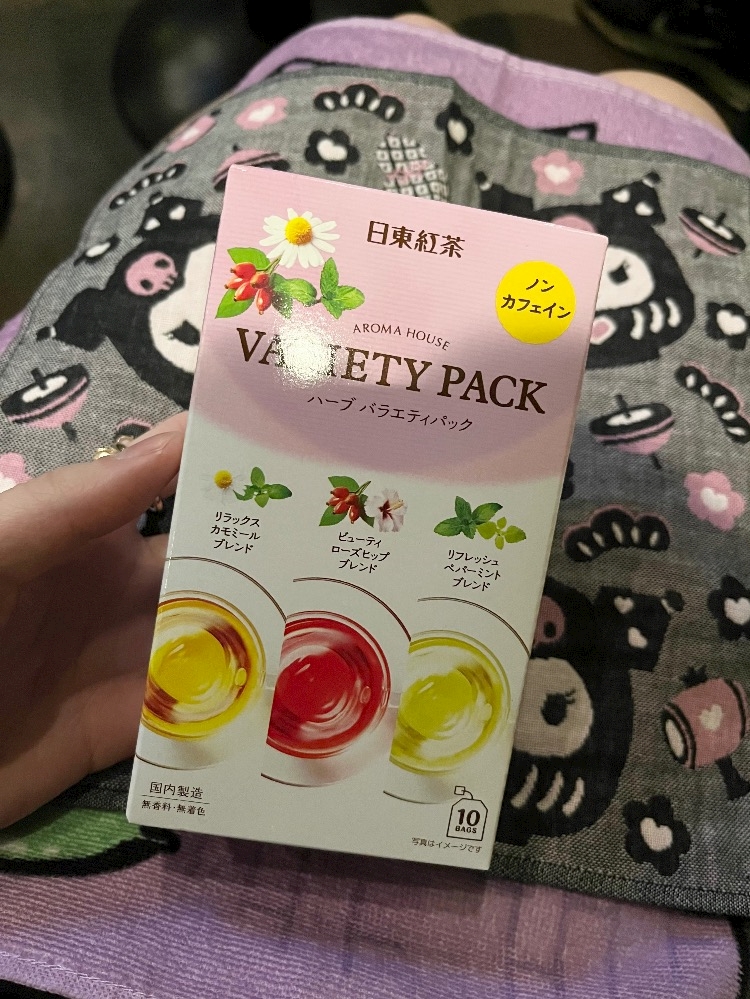 日東紅茶
ノン
カフェイン
AROMA HOUSE
VARIETY PACK
ハーブ バラエティパック
リラックス
カモミール
ブレンド
ビューティ
ローズヒップ
ブレンド
リフレッシュ
ペパーミント
ブレンド
国内製造
無香料・無着色
10
BAGS
写真はイメージです